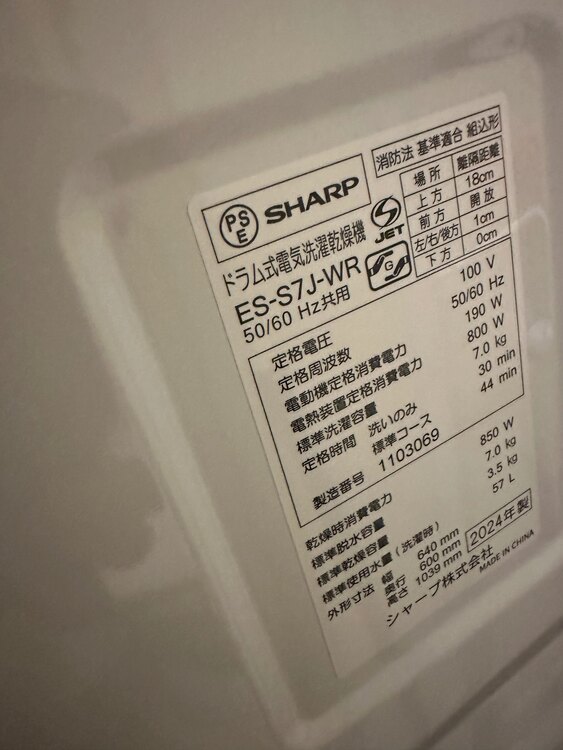 PSE SHARP
消防法 基準適合 組込形
場所 離隔距離
上方 18cm
前方 開放
左/右/後方 1cm
下方 0cm
ドラム式電気洗濯乾燥機
JET
ES-S7J-WR
50/60 Hz共用
定格電圧 100 V
定格周波数 50/60 Hz
電動機定格消費電力 190 W
電熱装置定格消費電力 800 W
標準洗濯容量 7.0 kg
定格時間 洗いのみ 30 min
標準コース 44 min
製造番号 1103069
乾燥時消費電力 850 W
標準脱水容量 7.0 kg
標準乾燥容量 3.5 kg
標準使用水量 (洗濯時) 57 L
外形寸法 幅 640 mm
奥行 600 mm
高さ 1039 mm
シャープ株式会社 2024年製
MADE IN CHINA